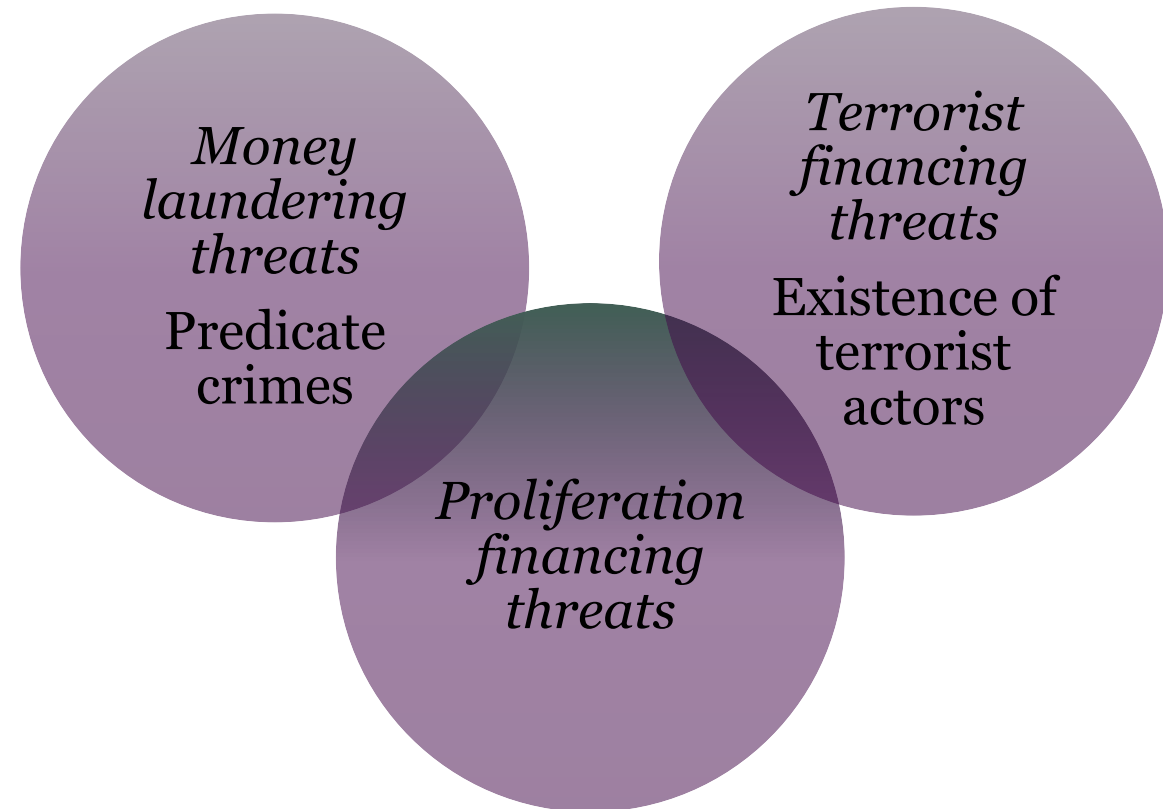 Money
laundering
threats
Predicate
crimes
Terrorist
financing
threats
Existence of
terrorist
actors
Proliferation
financing
threats